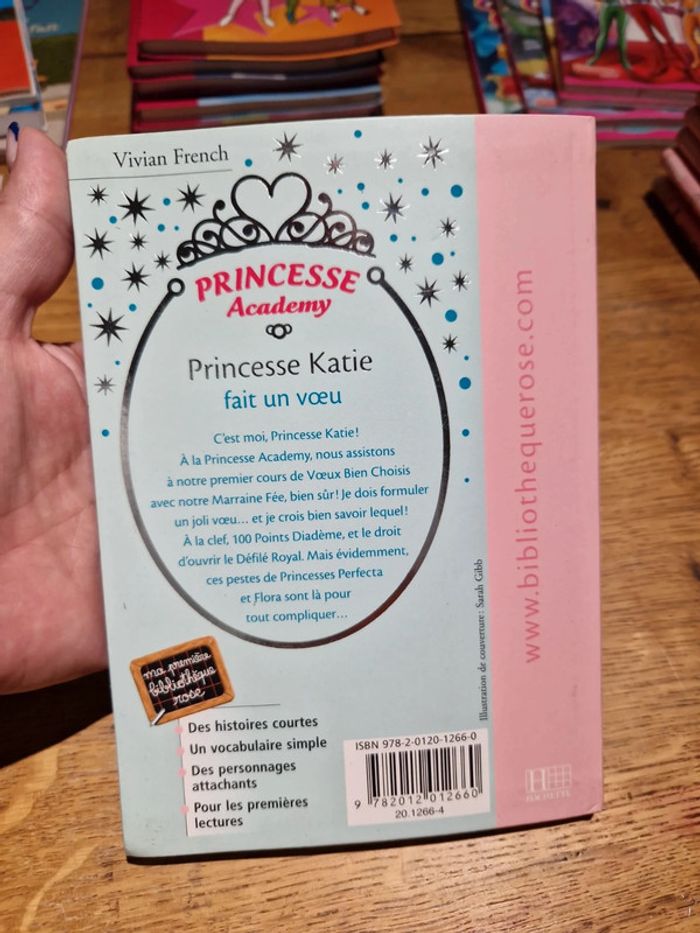 Vivian French
PRINCESSE
Academy
Princesse Katie
fait un vœu
C'est moi, Princesse Katie !
À la Princesse Academy, nous assistons
à notre premier cours de Vœux Bien Choisis
avec notre Marraine Fée, bien sûr ! Je dois formuler
un joli vœu... et je crois bien savoir lequel !
À la clef, 100 Points Diadème, et le droit
d'ouvrir le Défilé Royal. Mais évidemment,
ces pestes de Princesses Perfecta
et Flora sont là pour
tout compliquer...
ma première
bibliothèque
rose
Des histoires courtes
Un vocabulaire simple
Des personnages
attachants
Pour les premières
lectures
Illustration de couverture : Sarah Gibb
ISBN 978-2-0120-1266-0
9 782012 012660
20.1266-4
www.bibliothequerose.com
H
HACHETTE